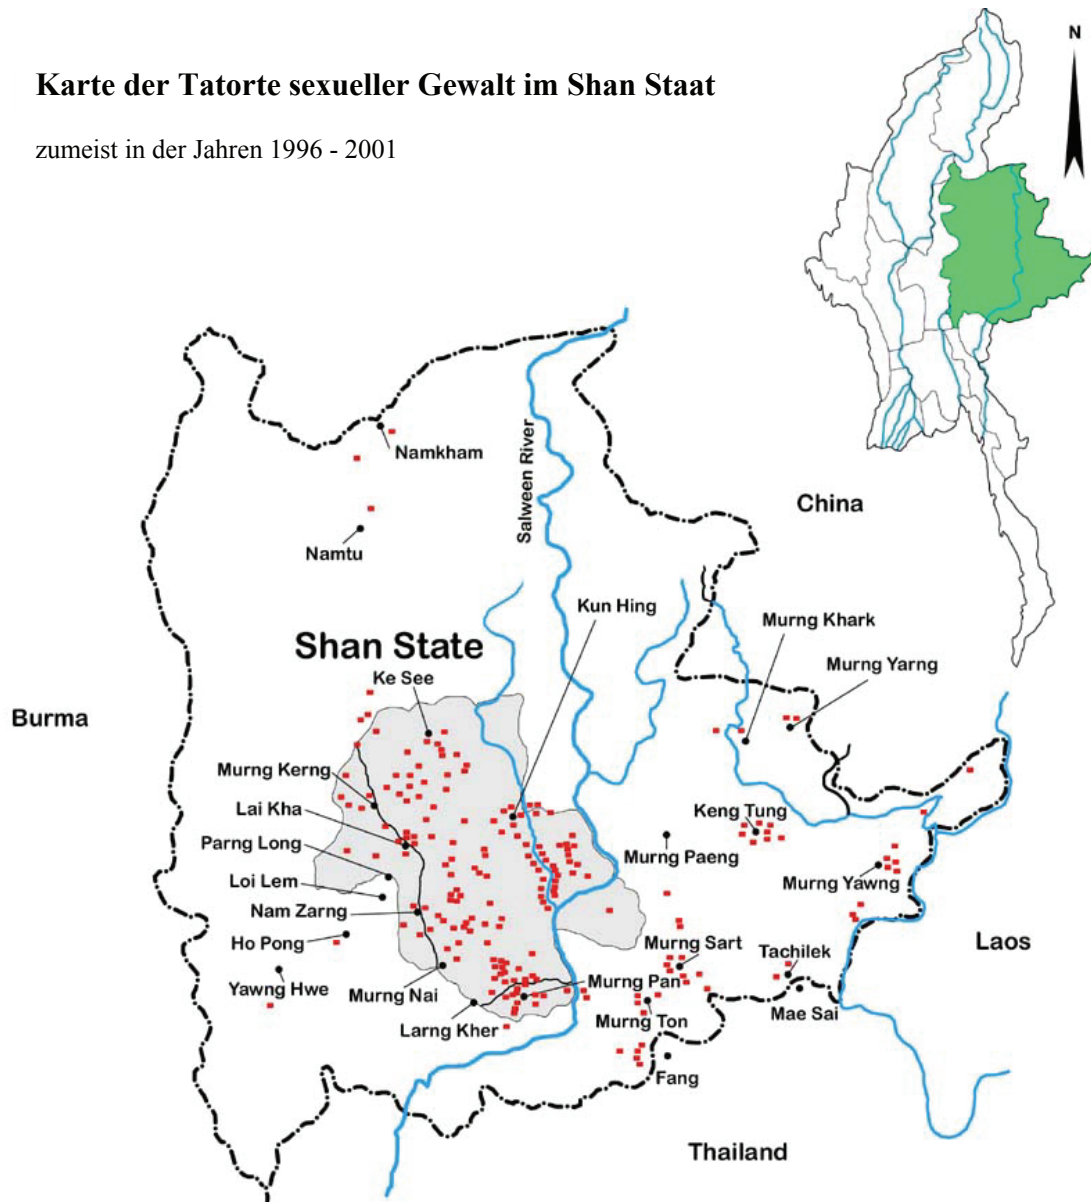 N
Karte der Tatorte sexueller Gewalt im Shan Staat
zumeist in der Jahren 1996 - 2001
Namkham
Salween River
China
Namtu
Kun Hing
Murng Khark
Shan State
Murng Yarng
Ke See
Burma
Murng Kerng
Lai Kha
Keng Tung
Parng Long
Murng Paeng
Loi Lem
Murng Yawng
Nam Zarng
Ho Pong
Murng Sart
Laos
Tachilek
Yawng Hwe
Murng Nai
Murng Pan
Mae Sai
Larng Kher
Murng Ton
Fang
Thailand